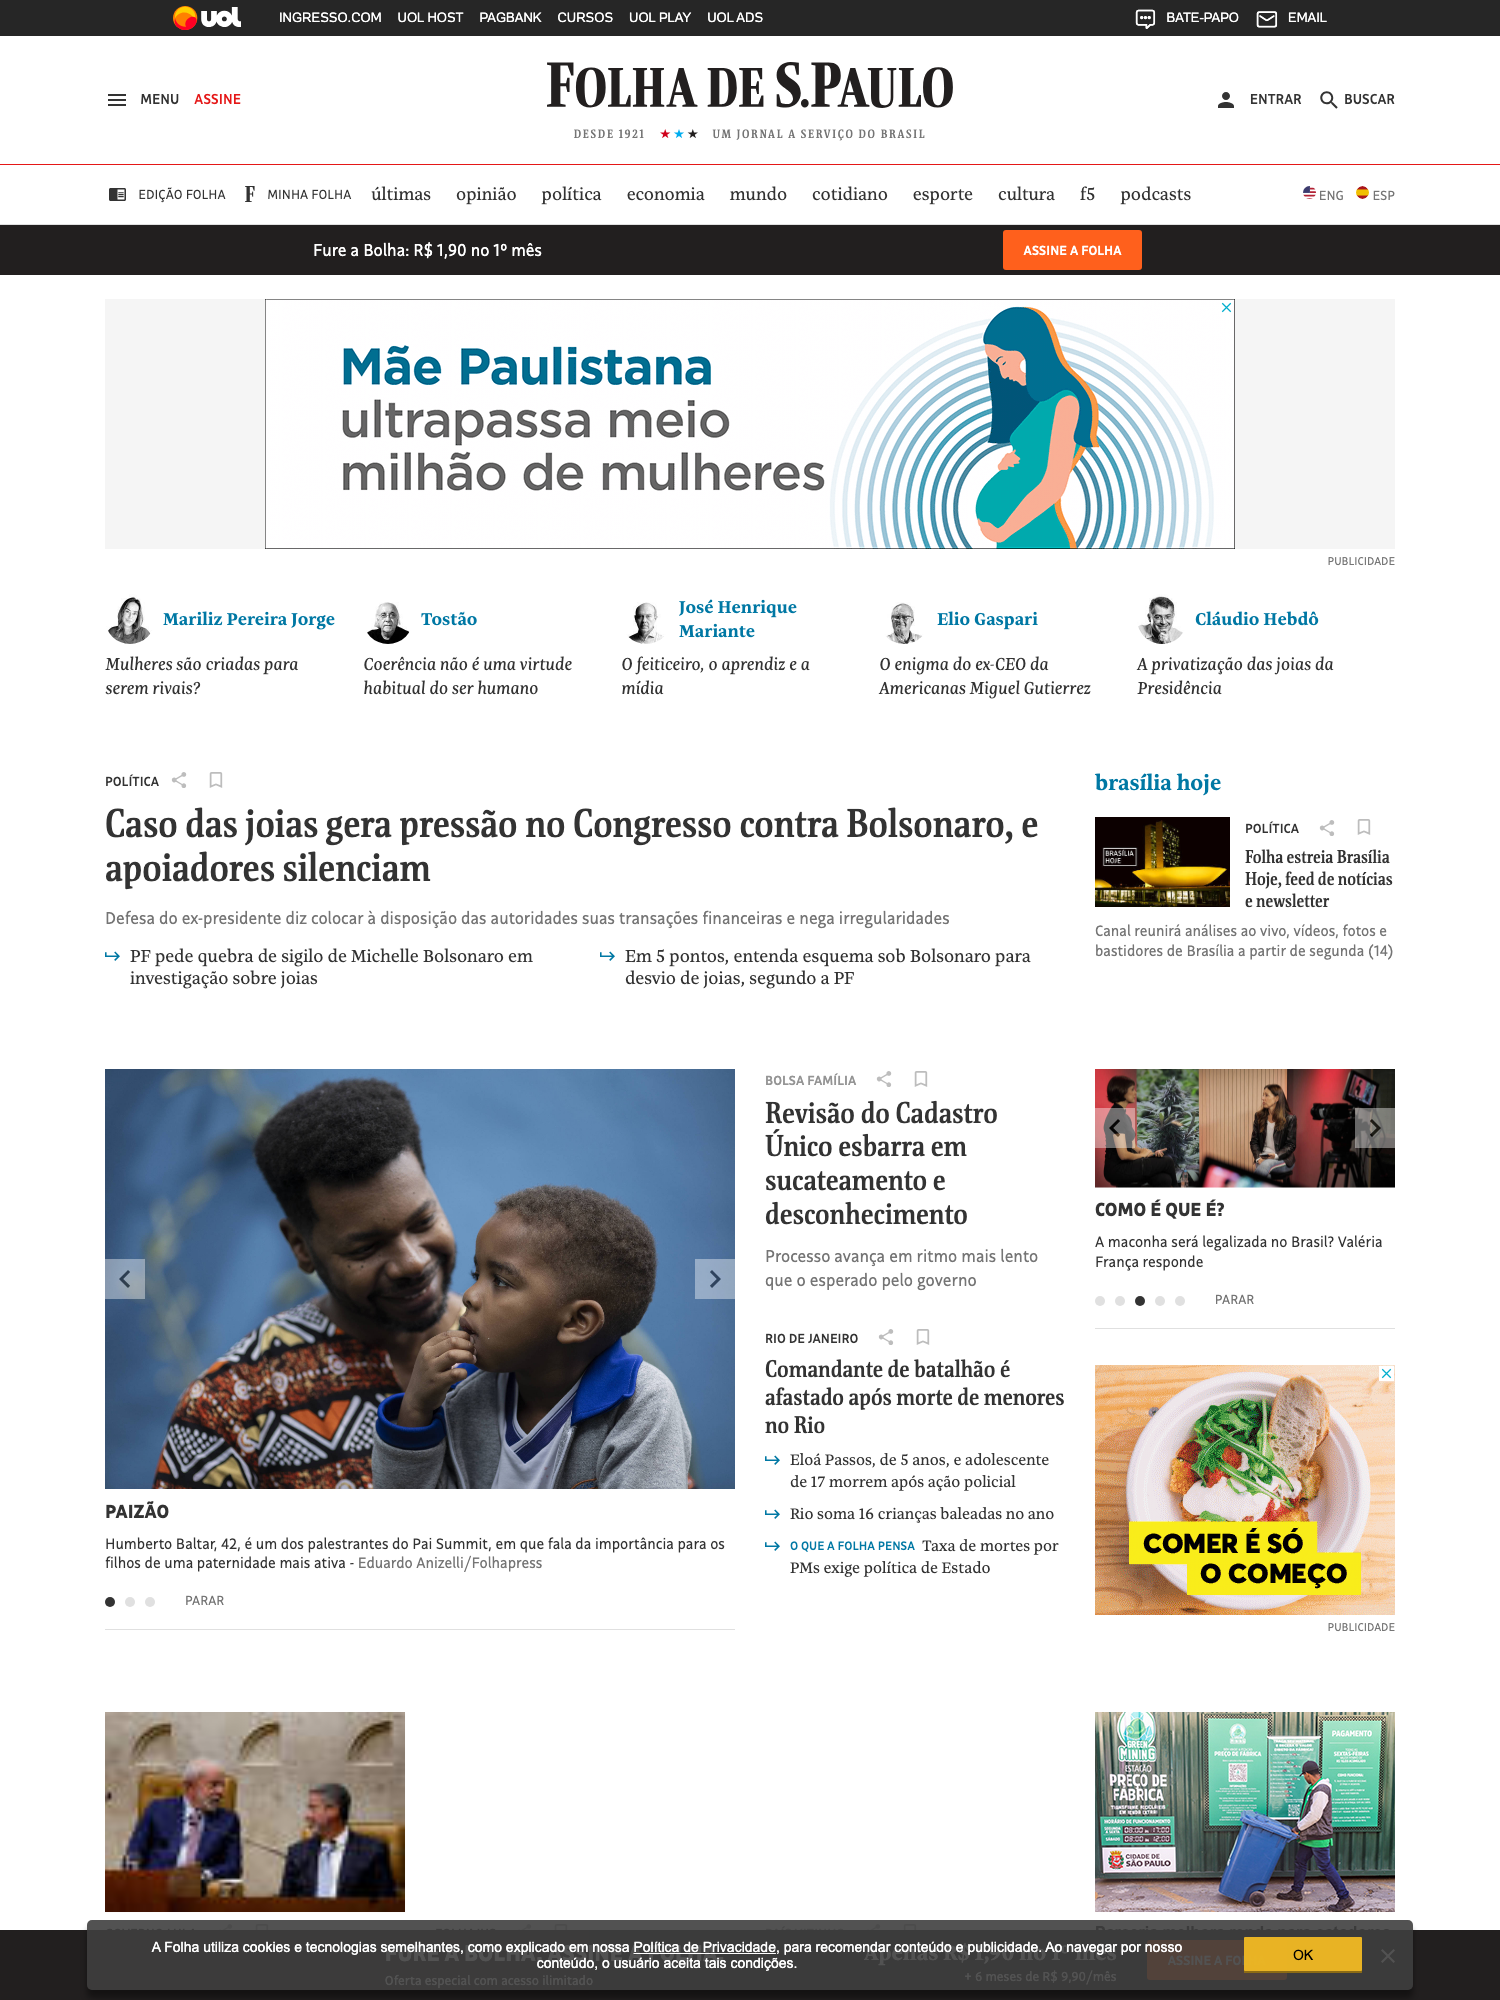 uol INGRESSO.COM UOL HOST PAGBANK CURSOS UOL PLAY UOL ADS BATE-PAPO EMAIL
MENU ASSINE FOLHA DE S.PAULO ENTRAR BUSCAR
DESDE 1921 ★★★ UM JORNAL A SERVIÇO DO BRASIL
EDIÇÃO FOLHA F MINHA FOLHA últimas opinião política economia mundo cotidiano esporte cultura f5 podcasts ENG ESP
Fure a Bolha: R$ 1,90 no 1º mês ASSINE A FOLHA
Mãe Paulistana
ultrapassa meio
milhão de mulheres
PUBLICIDADE
Mariliz Pereira Jorge
Mulheres são criadas para
serem rivais?
Tostão
Coerência não é uma virtude
habitual do ser humano
José Henrique
Mariante
O feiticeiro, o aprendiz e a
mídia
Elio Gaspari
O enigma do ex-CEO da
Americanas Miguel Gutierrez
Cláudio Hebdô
A privatização das joias da
Presidência
POLÍTICA
Caso das joias gera pressão no Congresso contra Bolsonaro, e
apoiadores silenciam
Defesa do ex-presidente diz colocar à disposição das autoridades suas transações financeiras e nega irregularidades
PF pede quebra de sigilo de Michelle Bolsonaro em
investigação sobre joias
Em 5 pontos, entenda esquema sob Bolsonaro para
desvio de joias, segundo a PF
brasília hoje
BRASÍLIA
HOJE
POLÍTICA
Folha estreia Brasília
Hoje, feed de notícias
e newsletter
Canal reunirá análises ao vivo, vídeos, fotos e
bastidores de Brasília a partir de segunda (14)
PAIZÃO
Humberto Baltar, 42, é um dos palestrantes do Pai Summit, em que fala da importância para os
filhos de uma paternidade mais ativa - Eduardo Anizelli/Folhapress
PARAR
BOLSA FAMÍLIA
Revisão do Cadastro
Único esbarra em
sucateamento e
desconhecimento
Processo avança em ritmo mais lento
que o esperado pelo governo
RIO DE JANEIRO
Comandante de batalhão é
afastado após morte de menores
no Rio
Eloá Passos, de 5 anos, e adolescente
de 17 morrem após ação policial
Rio soma 16 crianças baleadas no ano
O QUE A FOLHA PENSA Taxa de mortes por
PMs exige política de Estado
COMO É QUE É?
A maconha será legalizada no Brasil? Valéria
França responde
PARAR
COMER É SÓ
O COMEÇO
PUBLICIDADE
GREEN
MINING
ESTAÇÃO
PREÇO DE
FÁBRICA
HORÁRIO DE FUNCIONAMENTO
08:00 - 17:00
08:00 - 12:00
CIDADE DE
SÃO PAULO
PREÇO DE FÁBRICA
PAGAMENTO
SEXTAS-FEIRAS
A Folha utiliza cookies e tecnologias semelhantes, como explicado em nossa Política de Privacidade, para recomendar conteúdo e publicidade. Ao navegar por nosso
conteúdo, o usuário aceita tais condições.
OK
Oferta especial com acesso ilimitado
+ 6 meses de R$ 9,90/mês